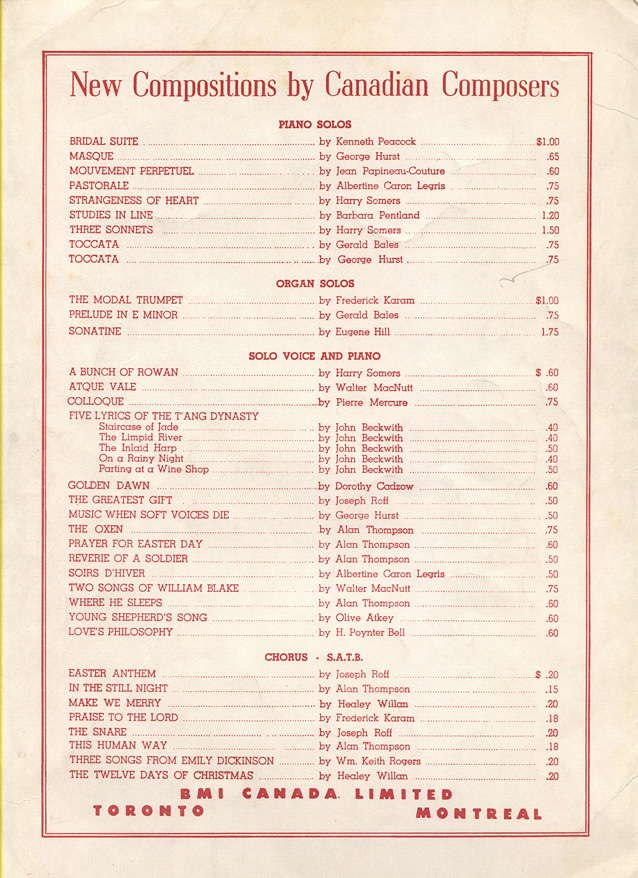 New Compositions by Canadian Composers
PIANO SOLOS
BRIDAL SUITE by Kenneth Peacock $1.00
MASQUE by George Hurst .65
MOUVEMENT PERPETUEL by Jean Papineau-Couture .60
PASTORALE by Albertine Caron Legris .75
STRANGENESS OF HEART by Harry Somers .75
STUDIES IN LINE by Barbara Pentland 1.20
THREE SONNETS by Harry Somers 1.50
TOCCATA by Gerald Bales .75
TOCCATA by George Hurst .75
ORGAN SOLOS
THE MODAL TRUMPET by Frederick Karam $1.00
PRELUDE IN E MINOR by Gerald Bales .75
SONATINE by Eugene Hill 1.75
SOLO VOICE AND PIANO
A BUNCH OF ROWAN by Harry Somers $ .60
ATQUE VALE by Walter MacNutt .60
COLLOQUE by Pierre Mercure .75
FIVE LYRICS OF THE T'ANG DYNASTY
Staircase of Jade by John Beckwith .40
The Limpid River by John Beckwith .40
The Inlaid Harp by John Beckwith .50
On a Rainy Night by John Beckwith .40
Parting at a Wine Shop by John Beckwith .50
GOLDEN DAWN by Dorothy Cadzow .60
THE GREATEST GIFT by Joseph Roff .50
MUSIC WHEN SOFT VOICES DIE by George Hurst .50
THE OXEN by Alan Thompson .75
PRAYER FOR EASTER DAY by Alan Thompson .60
REVERIE OF A SOLDIER by Alan Thompson .50
SOIRS D'HIVER by Albertine Caron Legris .50
TWO SONGS OF WILLIAM BLAKE by Walter MacNutt .75
WHERE HE SLEEPS by Alan Thompson .60
YOUNG SHEPHERD'S SONG by Olive Atkey .60
LOVE'S PHILOSOPHY by H. Poynter Bell .60
CHORUS - S.A.T.B.
EASTER ANTHEM by Joseph Roff $ .20
IN THE STILL NIGHT by Alan Thompson .15
MAKE WE MERRY by Healey Willan .20
PRAISE TO THE LORD by Frederick Karam .18
THE SNARE by Joseph Roff .20
THIS HUMAN WAY by Alan Thompson .18
THREE SONGS FROM EMILY DICKINSON by Wm. Keith Rogers .20
THE TWELVE DAYS OF CHRISTMAS by Healey Willan .20
BMI CANADA LIMITED
TORONTO MONTREAL